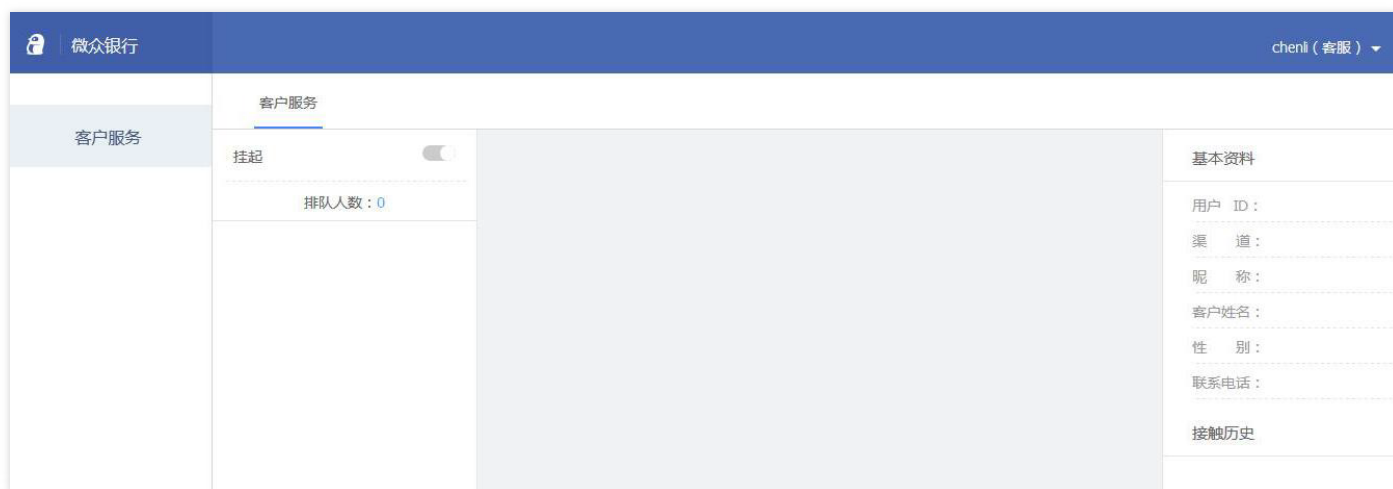 微众银行
chenli（客服）
客户服务
客户服务
挂起
排队人数：0
基本资料
用户 ID：
渠 道：
昵 称：
客户姓名：
性 别：
联系电话：
接触历史